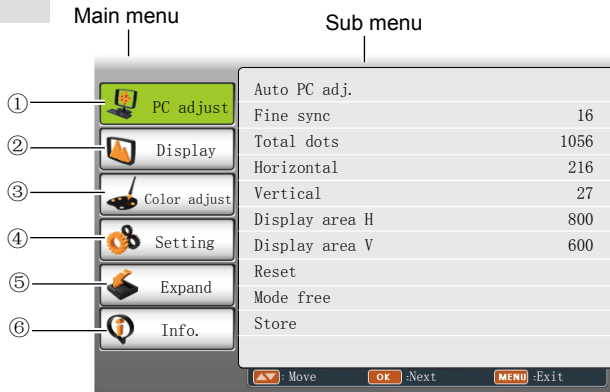 Main menu
Sub menu
① PC adjust
② Display
③ Color adjust
④ Setting
⑤ Expand
⑥ Info.
Auto PC adj.
Fine sync 16
Total dots 1056
Horizontal 216
Vertical 27
Display area H 800
Display area V 600
Reset
Mode free
Store
▲▼ : Move OK :Next MENU :Exit